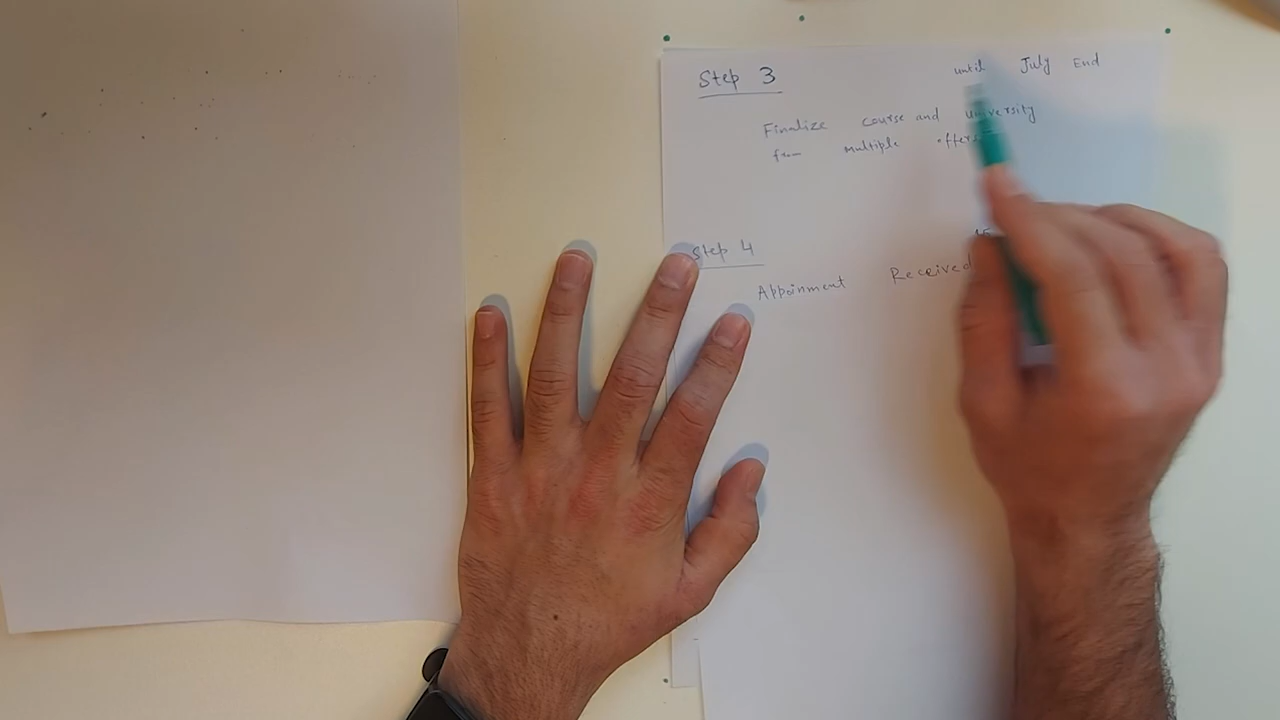 Step 3
until July End
Finalize course and university
from multiple offers
Step 4
Appoinment Received